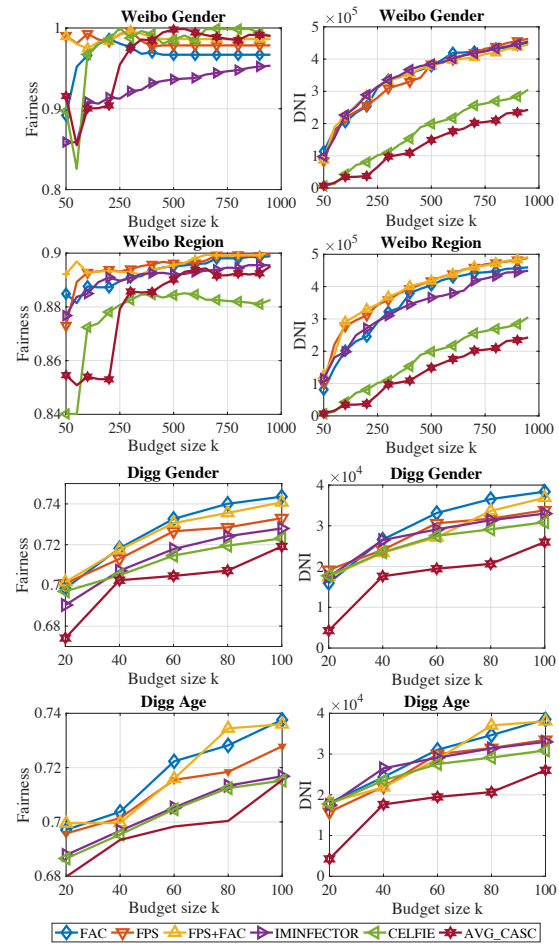 Weibo Gender
Fairness
1
0.9
0.8
50 250 500 750 1000
Budget size k
Weibo Gender
×10^5
DNI
5
4
3
2
1
0
50 250 500 750 1000
Budget size k
Weibo Region
Fairness
0.9
0.88
0.86
0.84
50 250 500 750 1000
Budget size k
Weibo Region
×10^5
DNI
5
4
3
2
1
0
50 250 500 750 1000
Budget size k
Digg Gender
Fairness
0.74
0.72
0.7
0.68
20 40 60 80 100
Budget size k
Digg Gender
×10^4
DNI
4
3
2
1
0
20 40 60 80 100
Budget size k
Digg Age
Fairness
0.74
0.72
0.7
0.68
20 40 60 80 100
Budget size k
Digg Age
×10^4
DNI
4
3
2
1
0
20 40 60 80 100
Budget size k
FAC FPS FPS+FAC IMINFECTOR CELFIE AVG_CASC